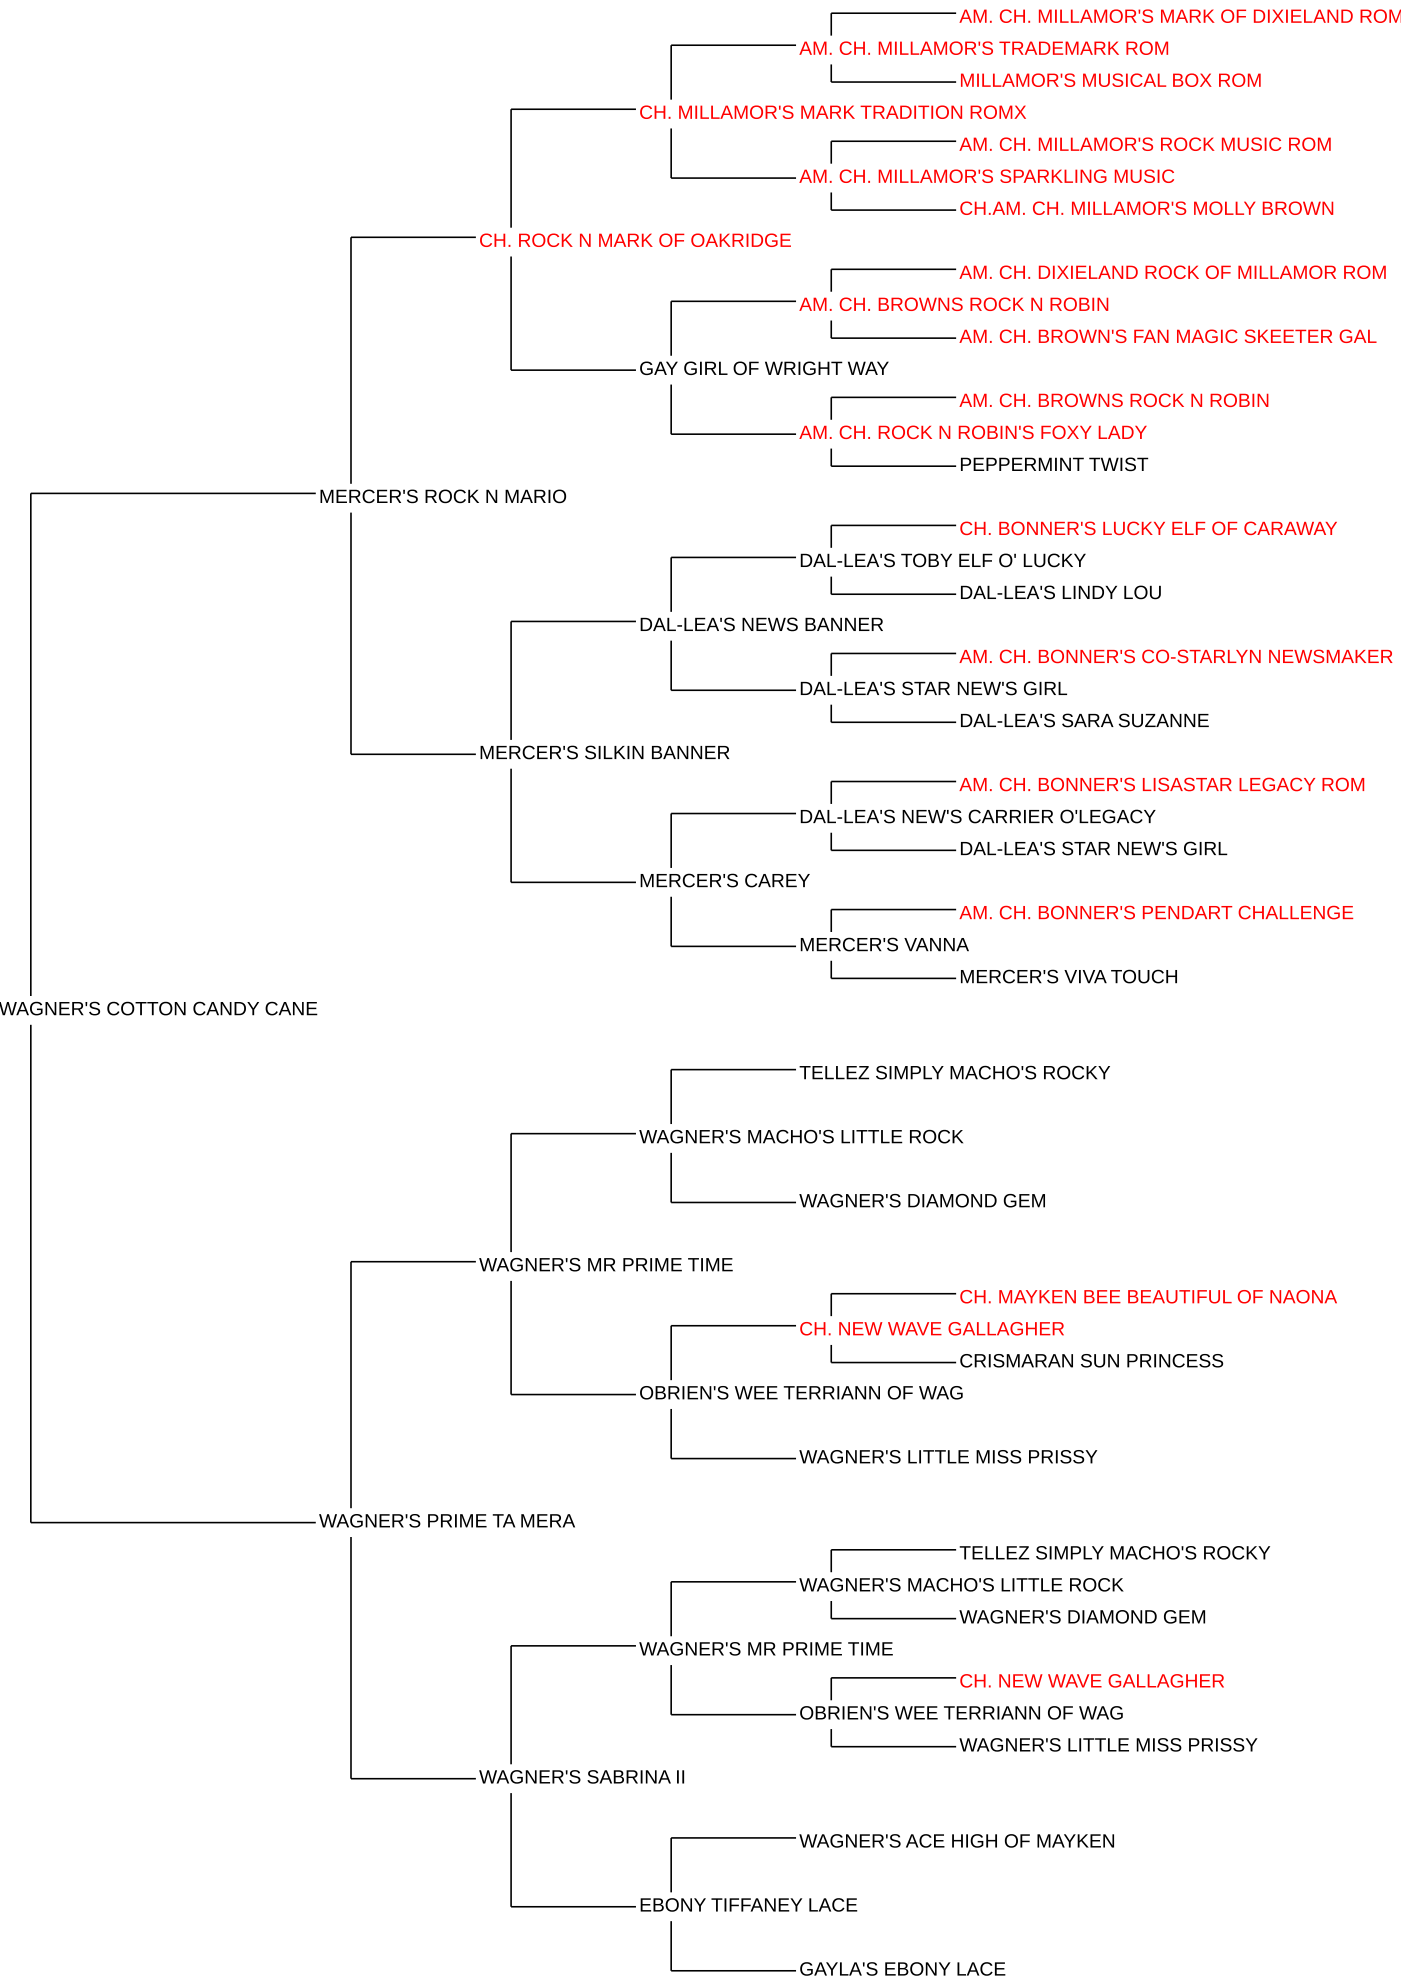 AM. CH. MILLAMOR'S MARK OF DIXIELAND ROM
AM. CH. MILLAMOR'S TRADEMARK ROM
MILLAMOR'S MUSICAL BOX ROM
CH. MILLAMOR'S MARK TRADITION ROMX
AM. CH. MILLAMOR'S ROCK MUSIC ROM
AM. CH. MILLAMOR'S SPARKLING MUSIC
CH.AM. CH. MILLAMOR'S MOLLY BROWN
CH. ROCK N MARK OF OAKRIDGE
AM. CH. DIXIELAND ROCK OF MILLAMOR ROM
AM. CH. BROWNS ROCK N ROBIN
AM. CH. BROWN'S FAN MAGIC SKEETER GAL
GAY GIRL OF WRIGHT WAY
AM. CH. BROWNS ROCK N ROBIN
AM. CH. ROCK N ROBIN'S FOXY LADY
PEPPERMINT TWIST
MERCER'S ROCK N MARIO
CH. BONNER'S LUCKY ELF OF CARAWAY
DAL-LEA'S TOBY ELF O' LUCKY
DAL-LEA'S LINDY LOU
DAL-LEA'S NEWS BANNER
AM. CH. BONNER'S CO-STARLYN NEWSMAKER
DAL-LEA'S STAR NEW'S GIRL
DAL-LEA'S SARA SUZANNE
MERCER'S SILKIN BANNER
AM. CH. BONNER'S LISASTAR LEGACY ROM
DAL-LEA'S NEW'S CARRIER O'LEGACY
DAL-LEA'S STAR NEW'S GIRL
MERCER'S CAREY
AM. CH. BONNER'S PENDART CHALLENGE
MERCER'S VANNA
MERCER'S VIVA TOUCH
WAGNER'S COTTON CANDY CANE
TELLEZ SIMPLY MACHO'S ROCKY
WAGNER'S MACHO'S LITTLE ROCK
WAGNER'S DIAMOND GEM
WAGNER'S MR PRIME TIME
CH. MAYKEN BEE BEAUTIFUL OF NAONA
CH. NEW WAVE GALLAGHER
CRISMARAN SUN PRINCESS
OBRIEN'S WEE TERRIANN OF WAG
WAGNER'S LITTLE MISS PRISSY
WAGNER'S PRIME TA MERA
TELLEZ SIMPLY MACHO'S ROCKY
WAGNER'S MACHO'S LITTLE ROCK
WAGNER'S DIAMOND GEM
WAGNER'S MR PRIME TIME
CH. NEW WAVE GALLAGHER
OBRIEN'S WEE TERRIANN OF WAG
WAGNER'S LITTLE MISS PRISSY
WAGNER'S SABRINA II
WAGNER'S ACE HIGH OF MAYKEN
EBONY TIFFANEY LACE
GAYLA'S EBONY LACE